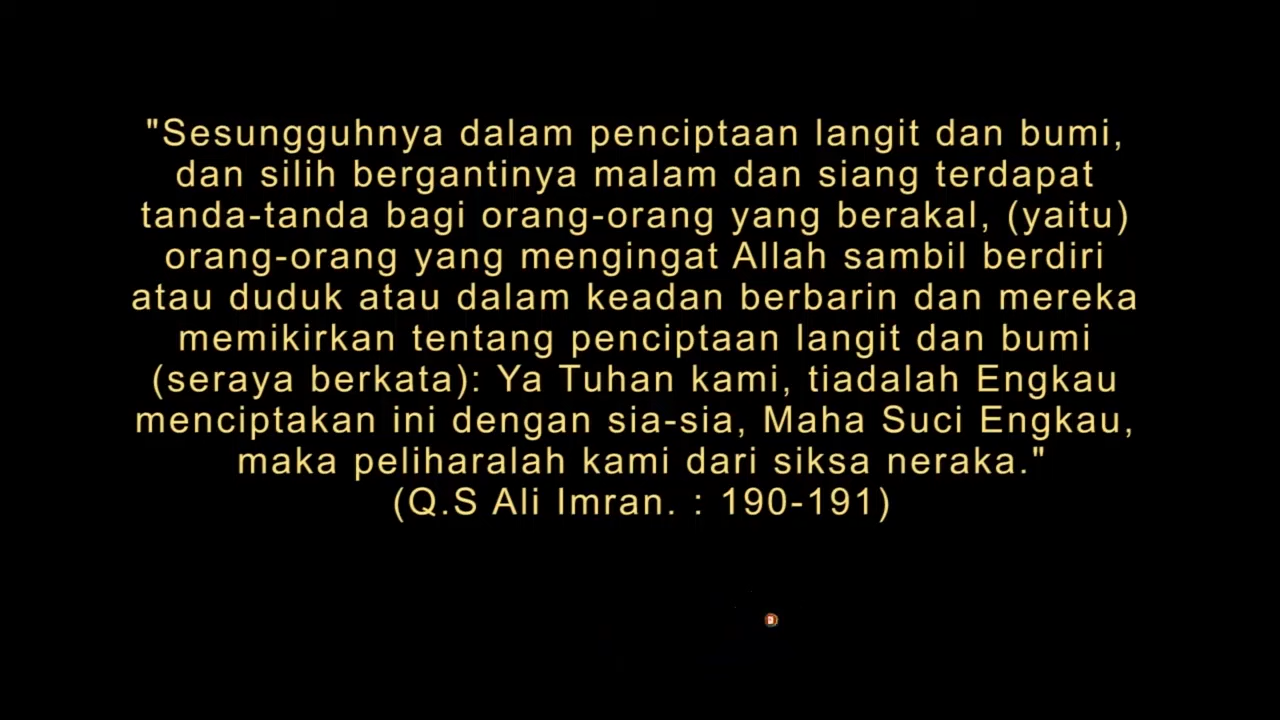 "Sesungguhnya dalam penciptaan langit dan bumi,
dan silih bergantinya malam dan siang terdapat
tanda-tanda bagi orang-orang yang berakal, (yaitu)
orang-orang yang mengingat Allah sambil berdiri
atau duduk atau dalam keadan berbarin dan mereka
memikirkan tentang penciptaan langit dan bumi
(seraya berkata): Ya Tuhan kami, tiadalah Engkau
menciptakan ini dengan sia-sia, Maha Suci Engkau,
maka peliharalah kami dari siksa neraka."
(Q.S Ali Imran. : 190-191)